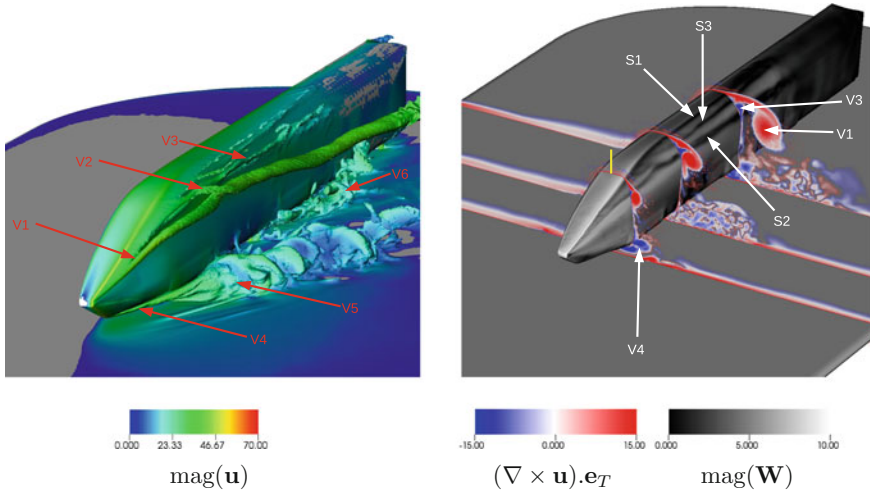 V3
V2
V1
V6
V5
V4
S3
S1
V3
V1
S2
V4
0.000 23.33 46.67 70.00
mag(u)
-15.00 0.000 15.00
(∇ × u).e_T
0.000 5.000 10.00
mag(W)